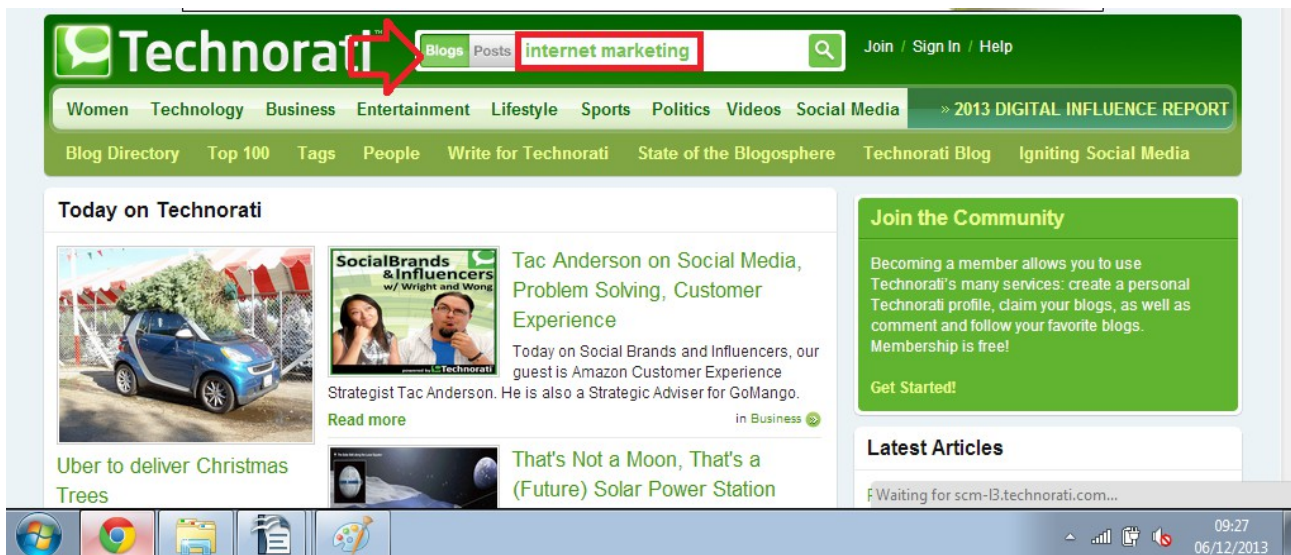 Technorati™
Blogs Posts internet marketing
Join / Sign In / Help
Women Technology Business Entertainment Lifestyle Sports Politics Videos Social Media » 2013 DIGITAL INFLUENCE REPORT
Blog Directory Top 100 Tags People Write for Technorati State of the Blogosphere Technorati Blog Igniting Social Media
Today on Technorati
Uber to deliver Christmas
Trees
SocialBrands
&Influencers
w/ Wright and Wong
powered by Technorati
Tac Anderson on Social Media,
Problem Solving, Customer
Experience
Today on Social Brands and Influencers, our
guest is Amazon Customer Experience
Strategist Tac Anderson. He is also a Strategic Adviser for GoMango.
Read more
in Business
That's Not a Moon, That's a
(Future) Solar Power Station
Join the Community
Becoming a member allows you to use
Technorati's many services: create a personal
Technorati profile, claim your blogs, as well as
comment and follow your favorite blogs.
Membership is free!
Get Started!
Latest Articles
Waiting for scm-l3.technorati.com...
09:27
06/12/2013